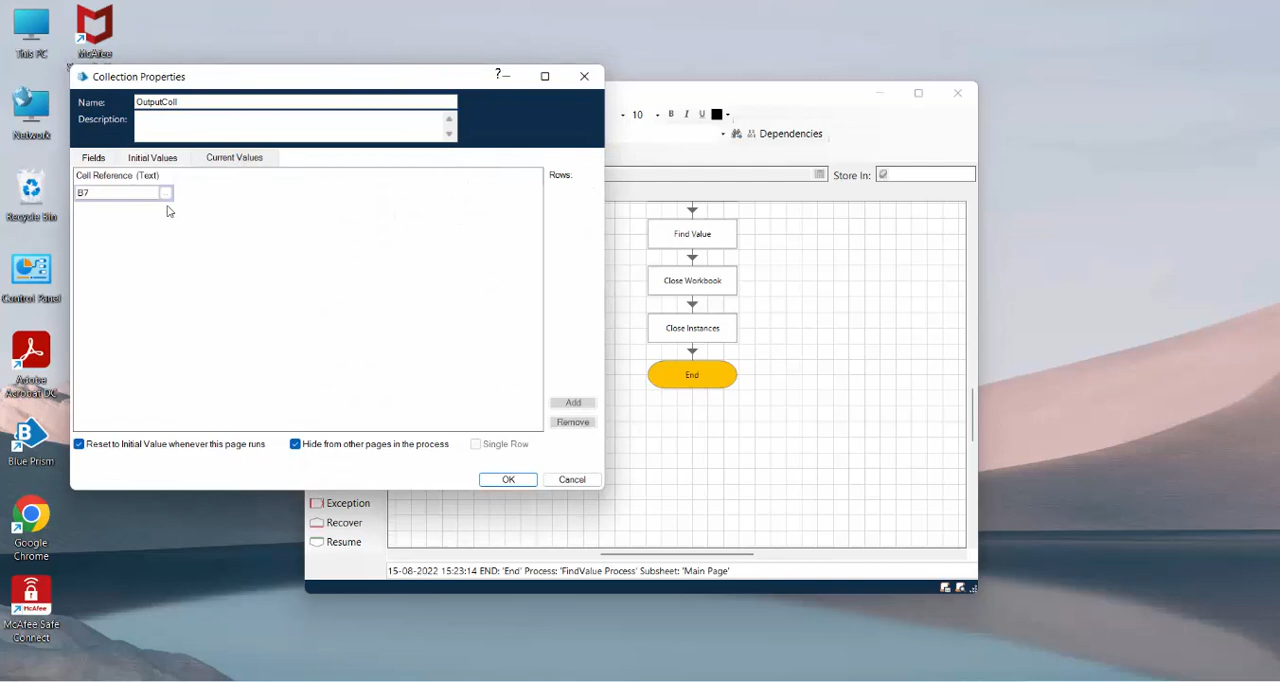 This PC
McAfee
Collection Properties
?
Name:
OutputColl
Description:
Fields
Initial Values
Current Values
Cell Reference (Text)
Rows:
B7
...
Add
Remove
Reset to Initial Value whenever this page runs
Hide from other pages in the process
Single Row
OK
Cancel
10
B
I
U
Dependencies
Store In:
Find Value
Close Workbook
Close Instances
End
Exception
Recover
Resume
15-08-2022 15:23:14 END: 'End' Process: 'FindValue Process' Subsheet: 'Main Page'
Network
Recycle Bin
Control Panel
Adobe
Acrobat DC
Blue Prism
Google
Chrome
McAfee
McAfee Safe
Connect